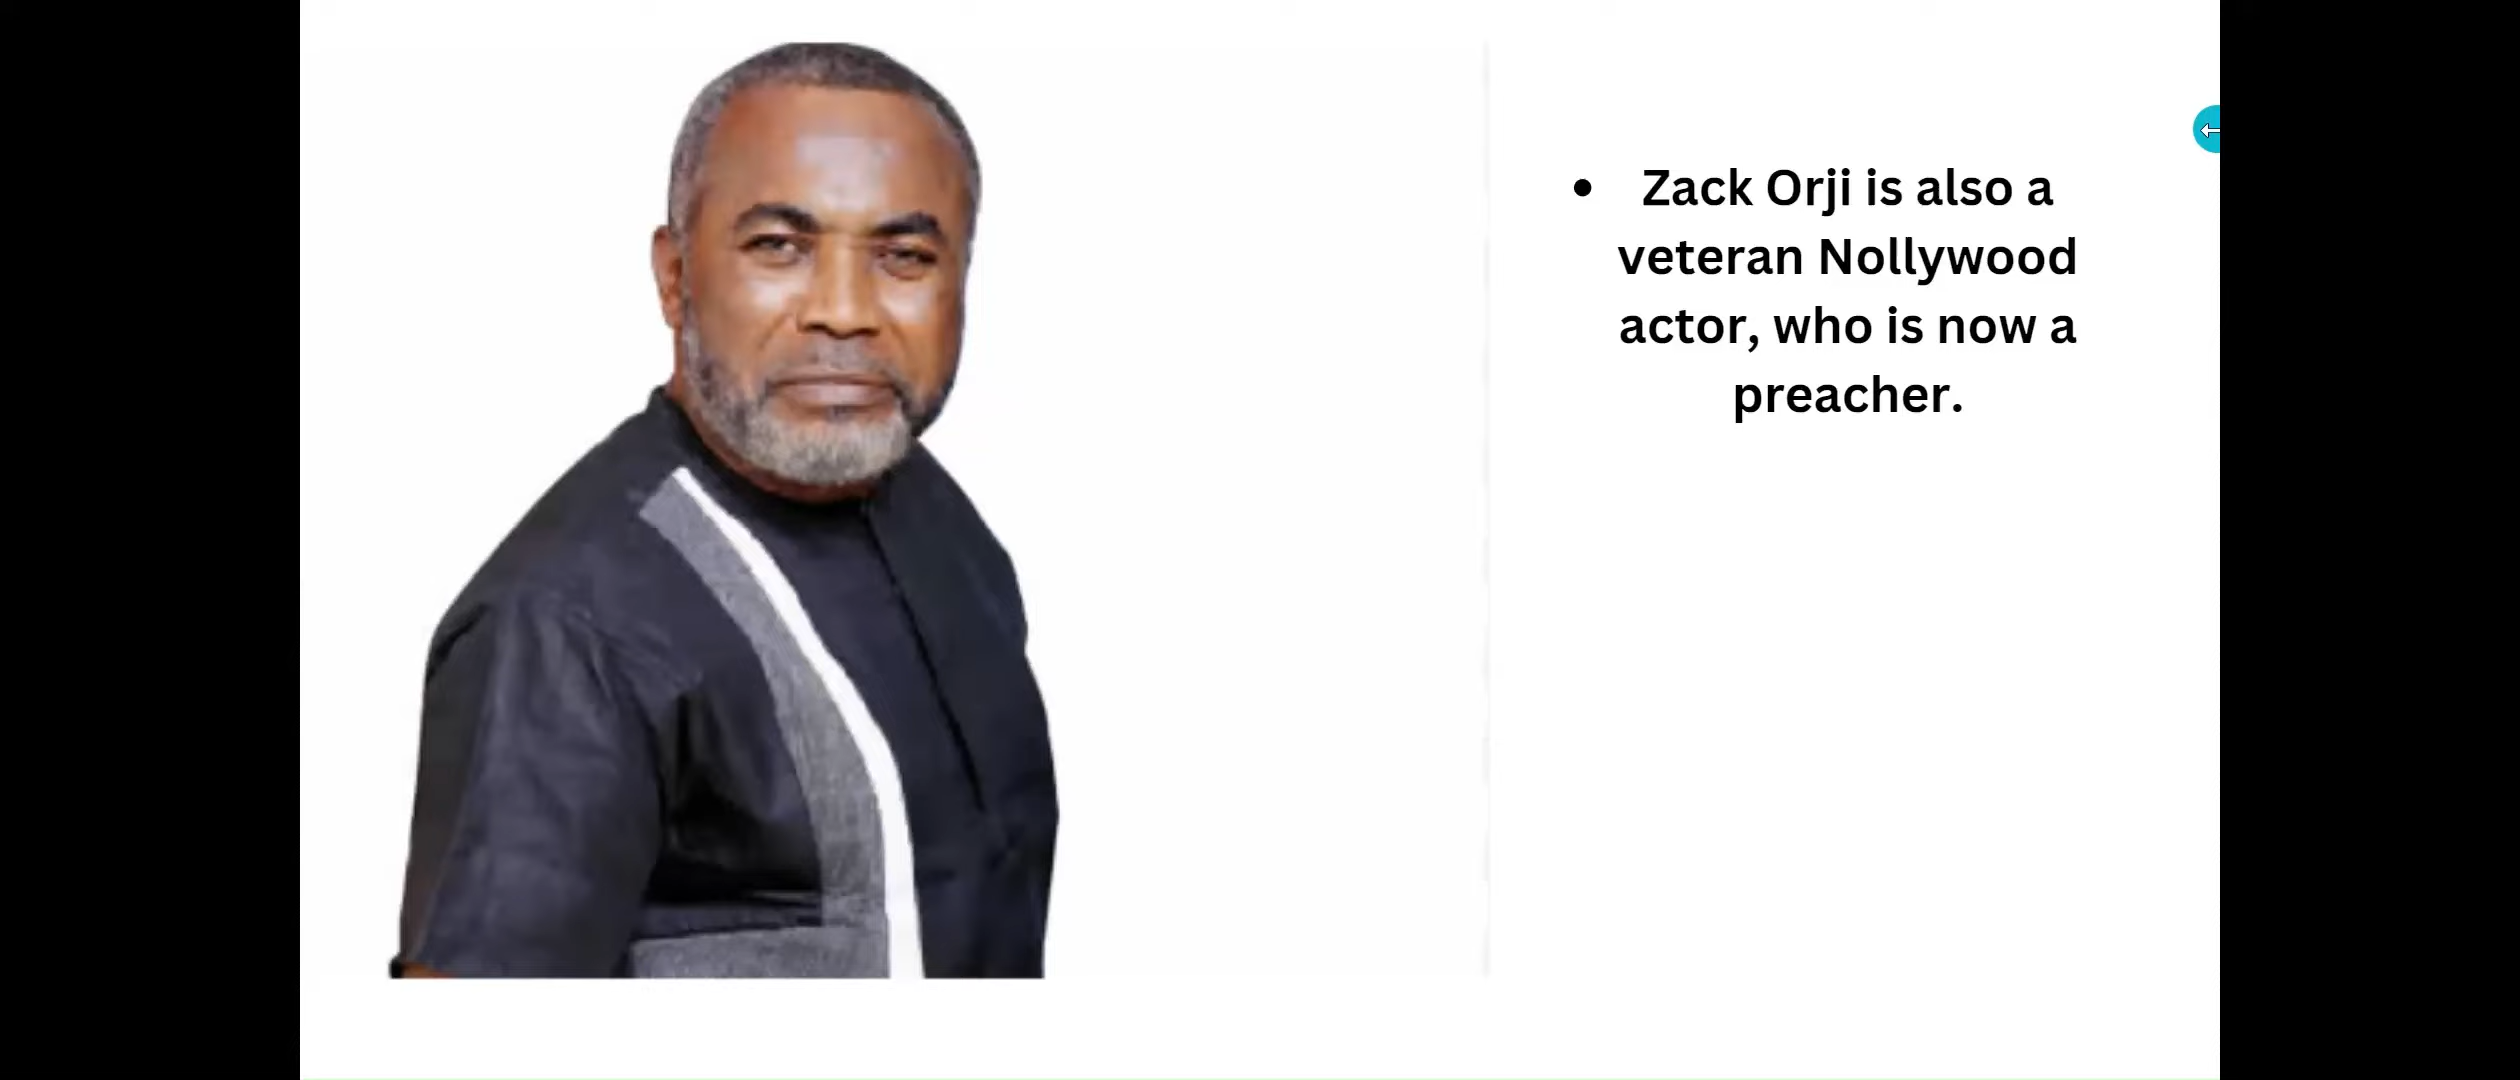 • Zack Orji is also a
veteran Nollywood
actor, who is now a
preacher.